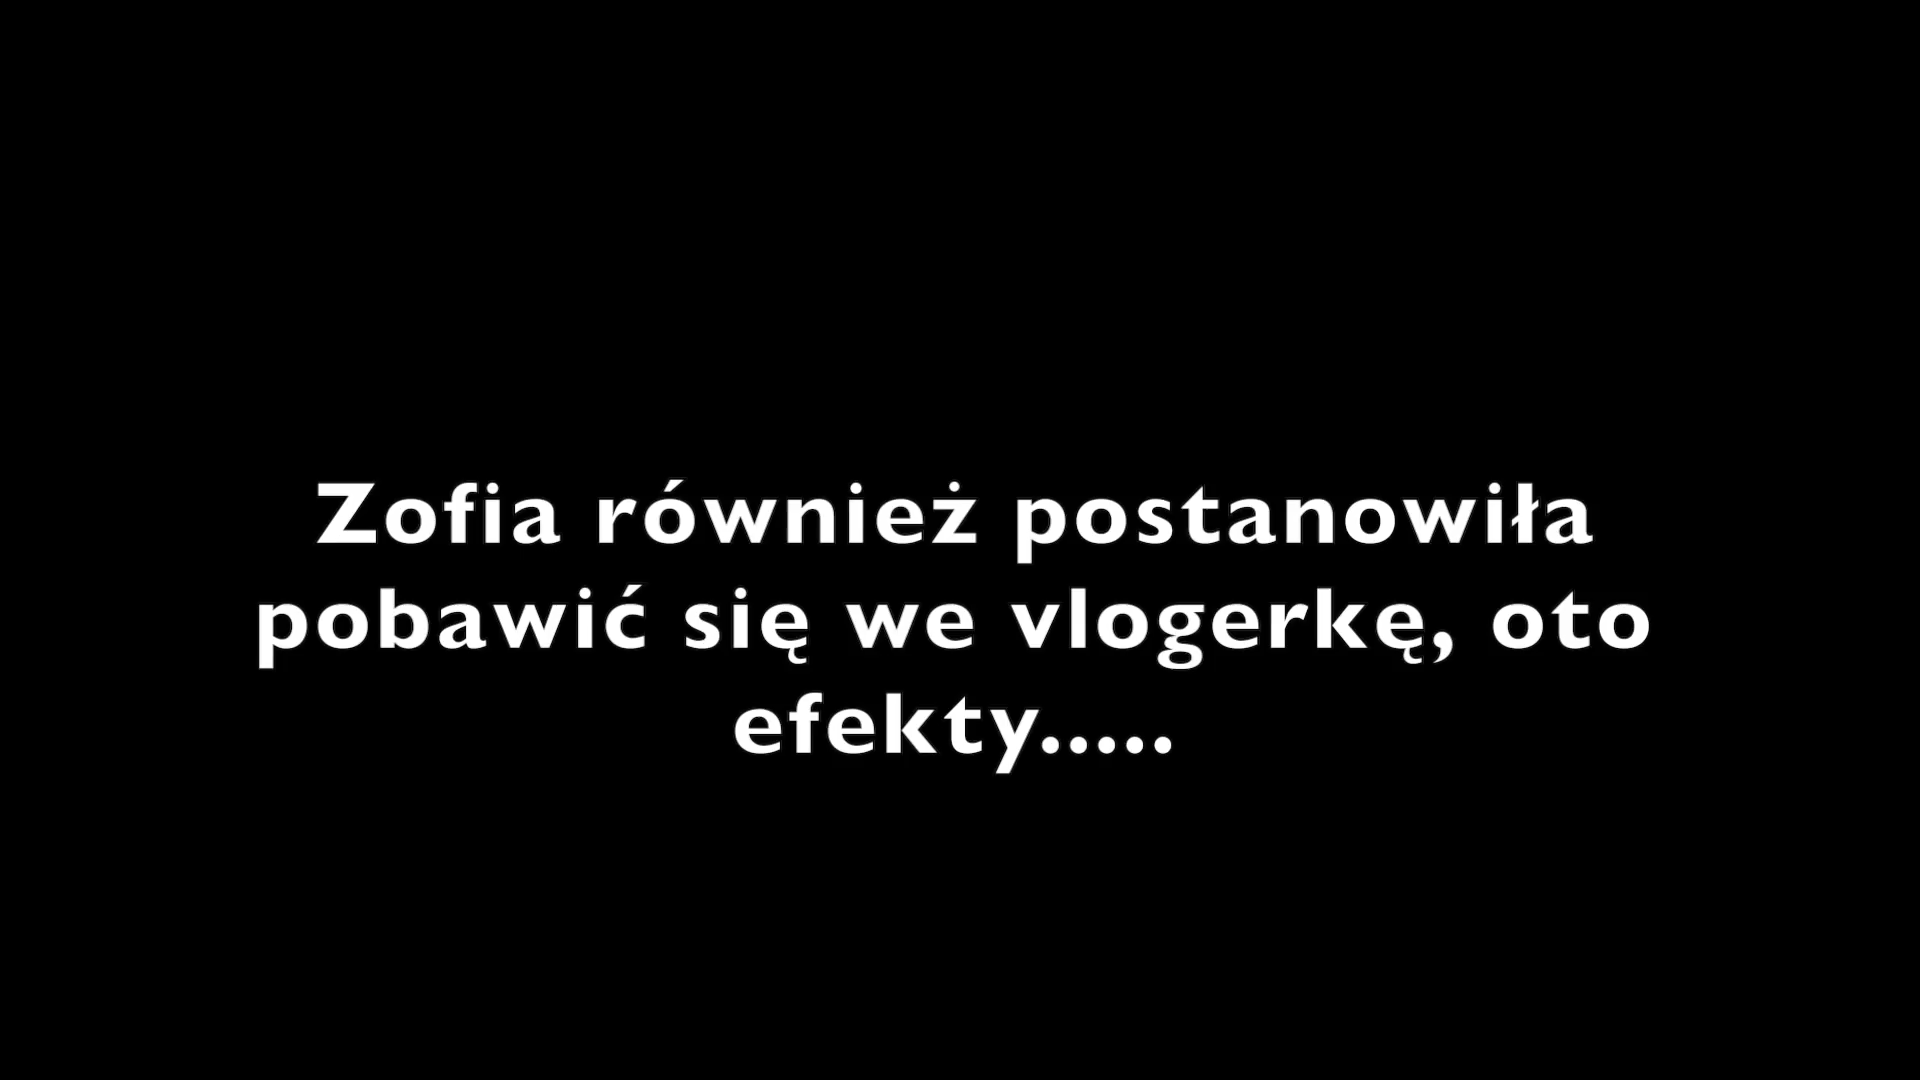 Zofia również postanowiła
pobawić się we vlogerkę, oto
efekty.....